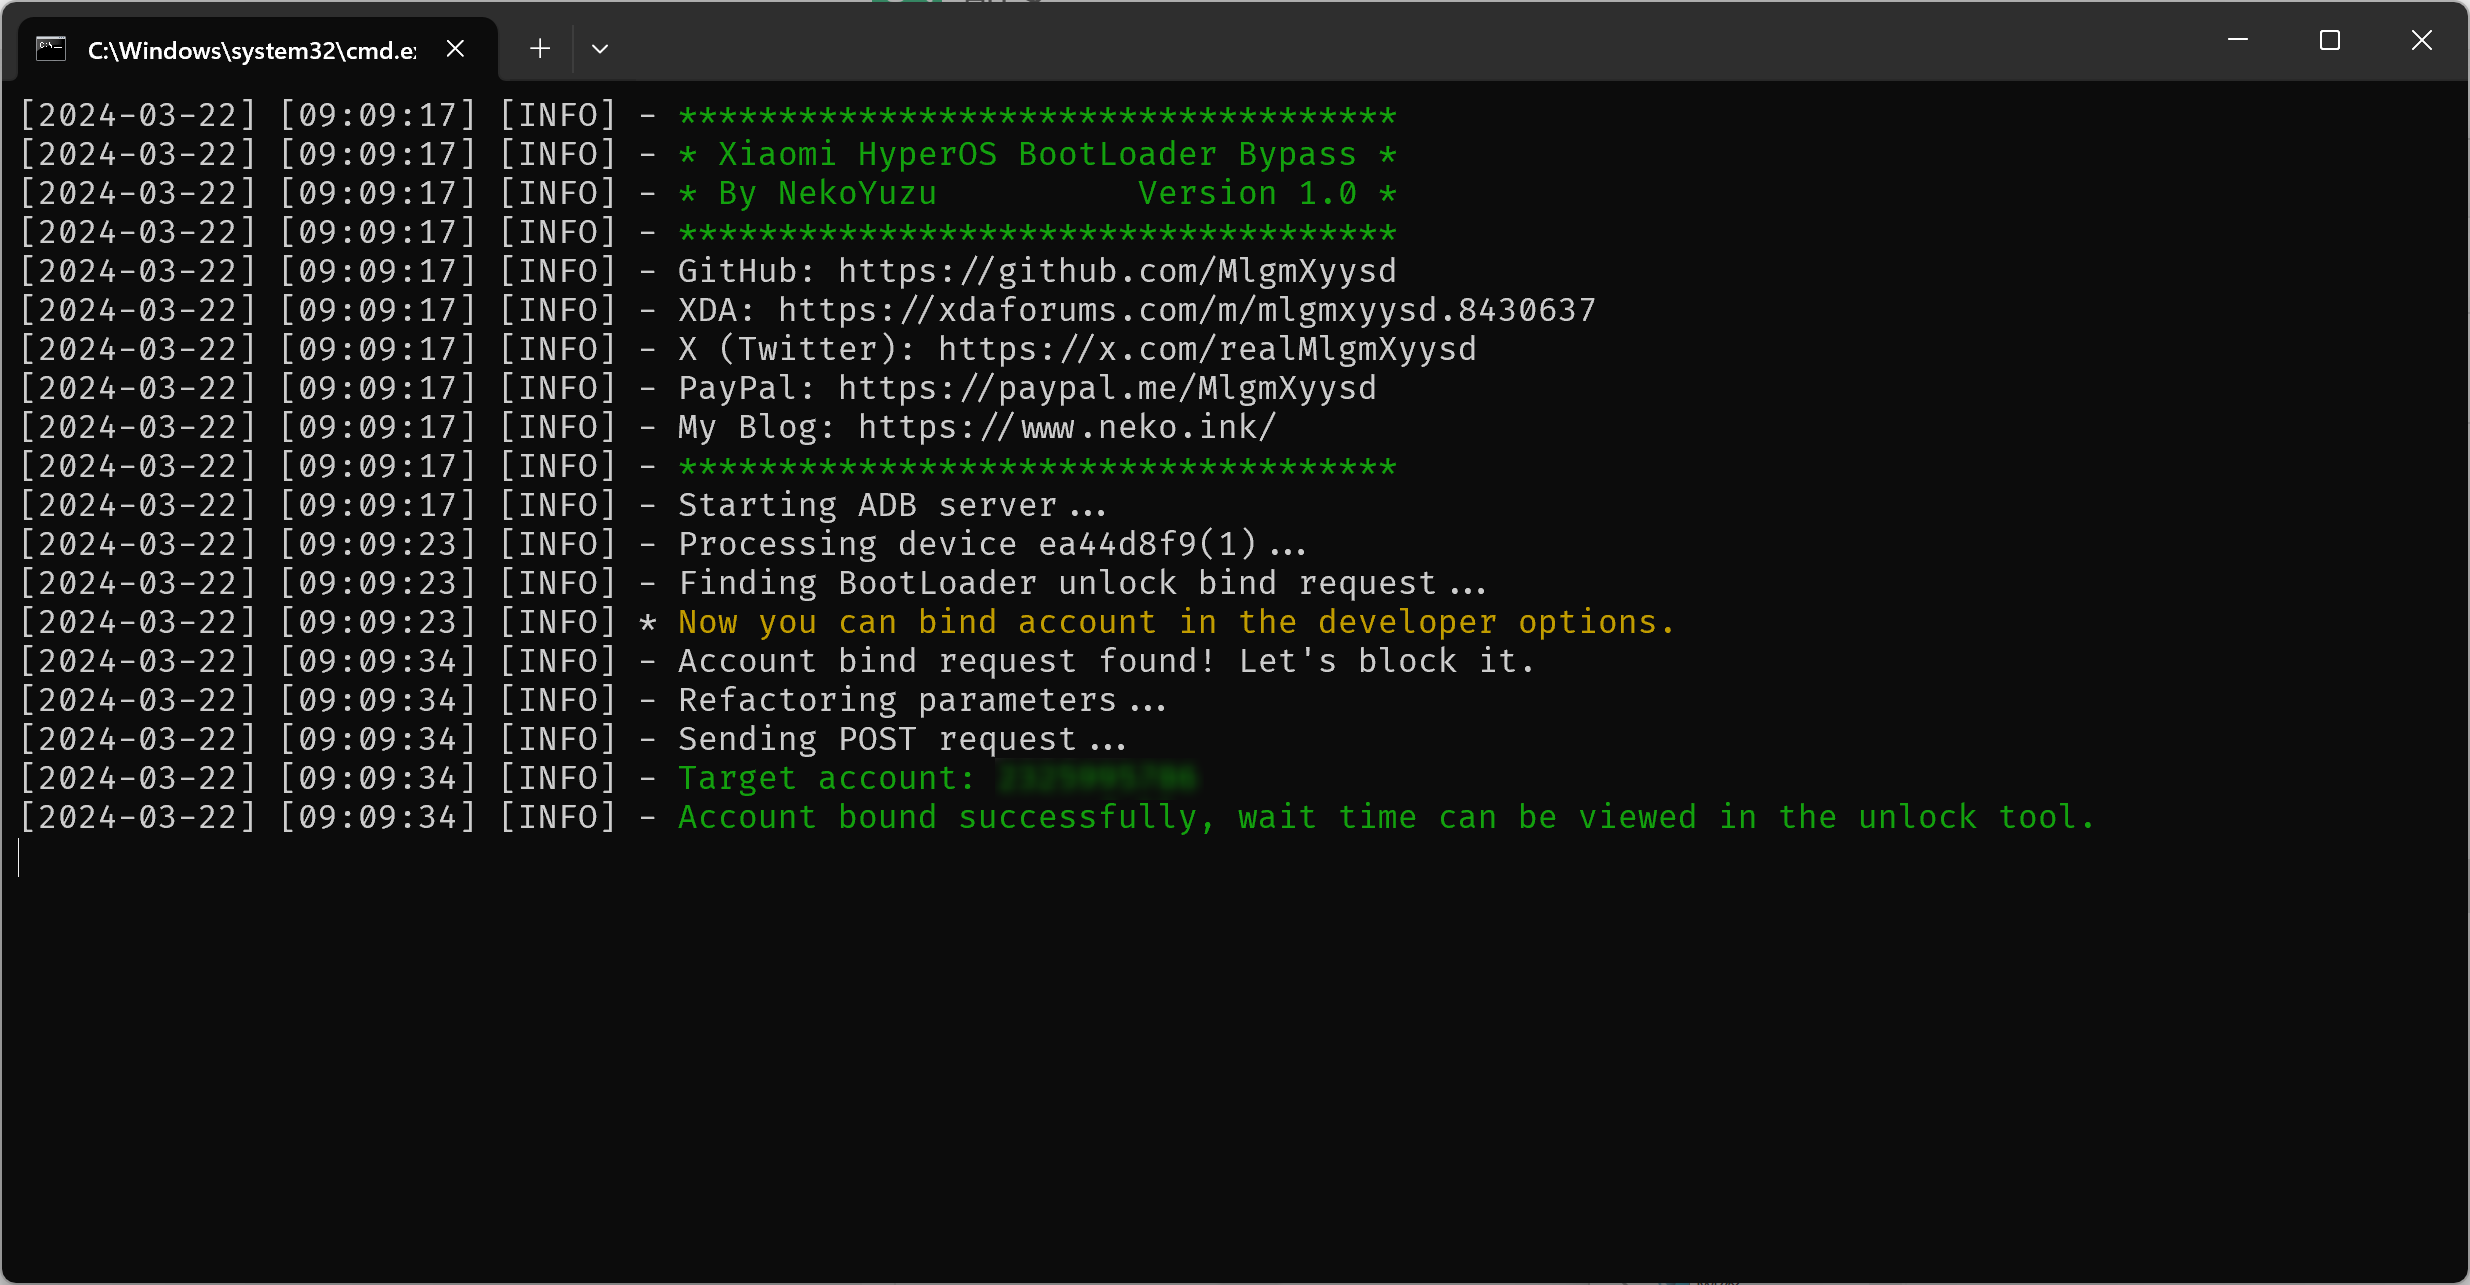 C:\Windows\system32\cmd.e
[2024-03-22] [09:09:17] [INFO] - ************************************
[2024-03-22] [09:09:17] [INFO] - * Xiaomi HyperOS BootLoader Bypass *
[2024-03-22] [09:09:17] [INFO] - * By NekoYuzu          Version 1.0 *
[2024-03-22] [09:09:17] [INFO] - ************************************
[2024-03-22] [09:09:17] [INFO] - GitHub: https://github.com/MlgmXyysd
[2024-03-22] [09:09:17] [INFO] - XDA: https://xdaforums.com/m/mlgmxyysd.8430637
[2024-03-22] [09:09:17] [INFO] - X (Twitter): https://x.com/realMlgmXyysd
[2024-03-22] [09:09:17] [INFO] - PayPal: https://paypal.me/MlgmXyysd
[2024-03-22] [09:09:17] [INFO] - My Blog: https://www.neko.ink/
[2024-03-22] [09:09:17] [INFO] - ************************************
[2024-03-22] [09:09:17] [INFO] - Starting ADB server...
[2024-03-22] [09:09:23] [INFO] - Processing device ea44d8f9(1)...
[2024-03-22] [09:09:23] [INFO] - Finding BootLoader unlock bind request...
[2024-03-22] [09:09:23] [INFO] * Now you can bind account in the developer options.
[2024-03-22] [09:09:34] [INFO] - Account bind request found! Let's block it.
[2024-03-22] [09:09:34] [INFO] - Refactoring parameters...
[2024-03-22] [09:09:34] [INFO] - Sending POST request...
[2024-03-22] [09:09:34] [INFO] - Target account:
[2024-03-22] [09:09:34] [INFO] - Account bound successfully, wait time can be viewed in the unlock tool.